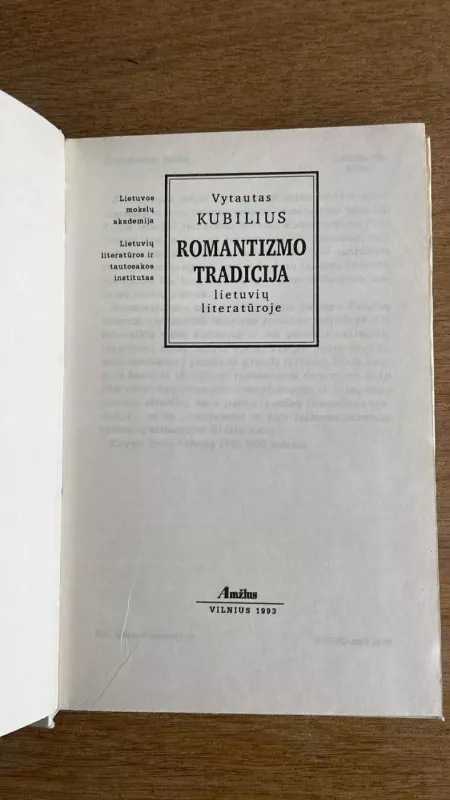 Lietuvos
mokslų
akademija
Lietuvių
literatūros ir
tautosakos
institutas
Vytautas
KUBILIUS
ROMANTIZMO
TRADICIJA
lietuvių
literatūroje
Amžius
VILNIUS 1993